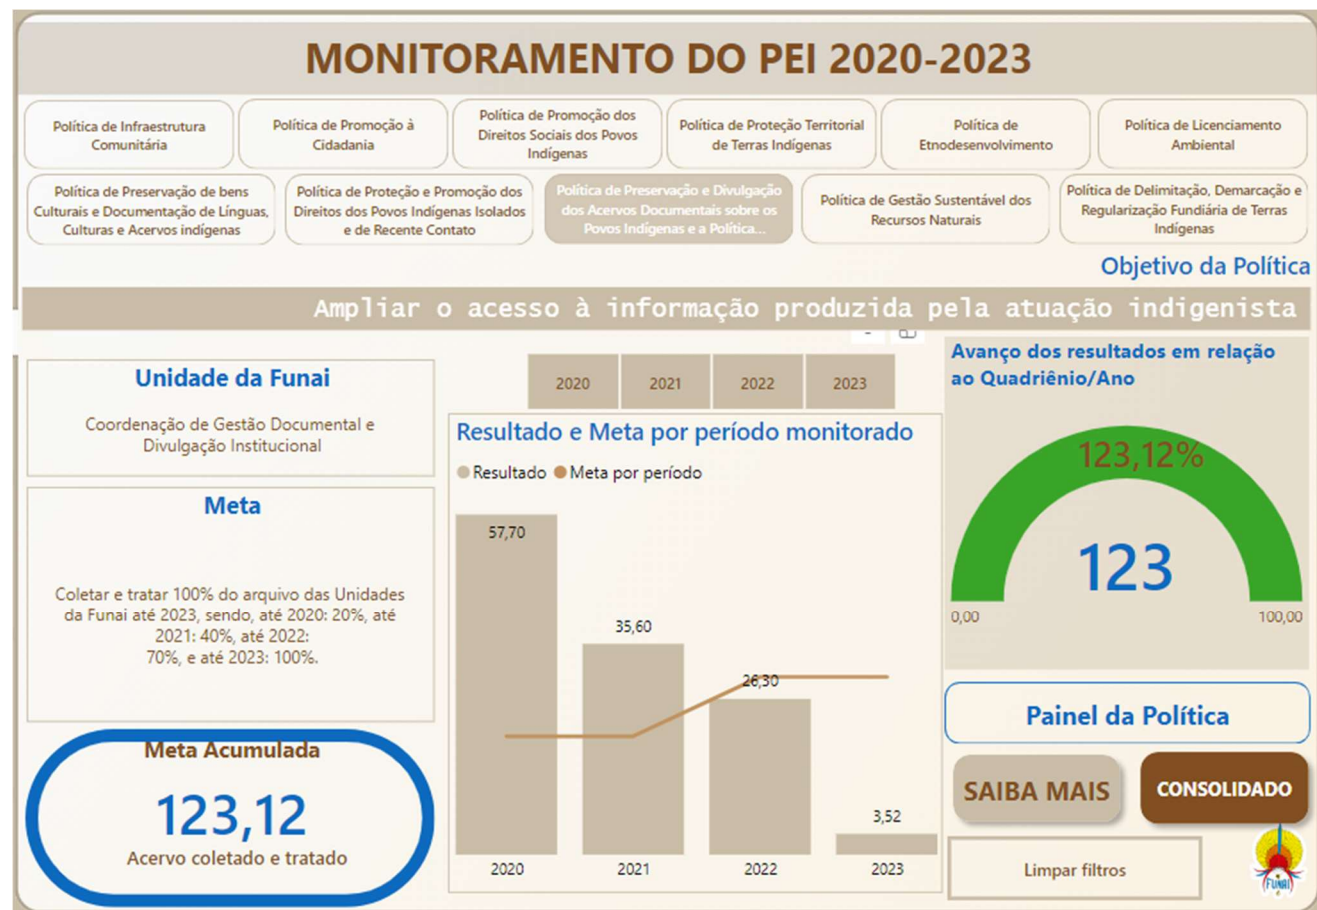 MONITORAMENTO DO PEI 2020-2023
Política de Infraestrutura
Comunitária
Política de Promoção à
Cidadania
Política de Promoção dos
Direitos Sociais dos Povos
Indígenas
Política de Proteção Territorial
de Terras Indígenas
Política de
Etnodesenvolvimento
Política de Licenciamento
Ambiental
Política de Preservação de bens
Culturais e Documentação de Línguas,
Culturas e Acervos indígenas
Política de Proteção e Promoção dos
Direitos dos Povos Indígenas Isolados
e de Recente Contato
Política de Preservação e Divulgação
dos Acervos Documentais sobre os
Povos Indígenas e a Política...
Política de Gestão Sustentável dos
Recursos Naturais
Política de Delimitação, Demarcação e
Regularização Fundiária de Terras
Indígenas
Objetivo da Política
Ampliar o acesso à informação produzida pela atuação indigenista
Unidade da Funai
Coordenação de Gestão Documental e
Divulgação Institucional
Meta
Coletar e tratar 100% do arquivo das Unidades
da Funai até 2023, sendo, até 2020: 20%, até
2021: 40%, até 2022:
70%, e até 2023: 100%.
Meta Acumulada
123,12
Acervo coletado e tratado
2020 2021 2022 2023
Resultado e Meta por período monitorado
Resultado Meta por período
57,70
35,60
26,30
3,52
2020 2021 2022 2023
Avanço dos resultados em relação
ao Quadriênio/Ano
123,12%
123
0,00 100,00
Painel da Política
SAIBA MAIS
CONSOLIDADO
Limpar filtros
FUNAI